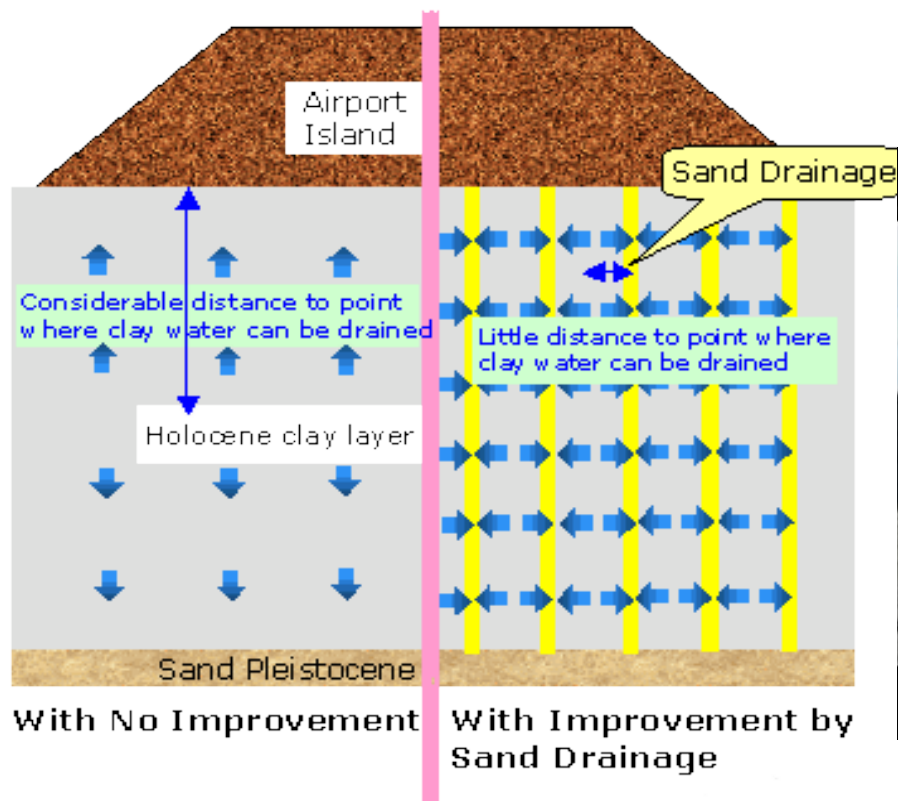 Airport
Island
Sand Drainage
Considerable distance to point
where clay water can be drained
Little distance to point where
clay water can be drained
Holocene clay layer
Sand Pleistocene
With No Improvement
With Improvement by
Sand Drainage